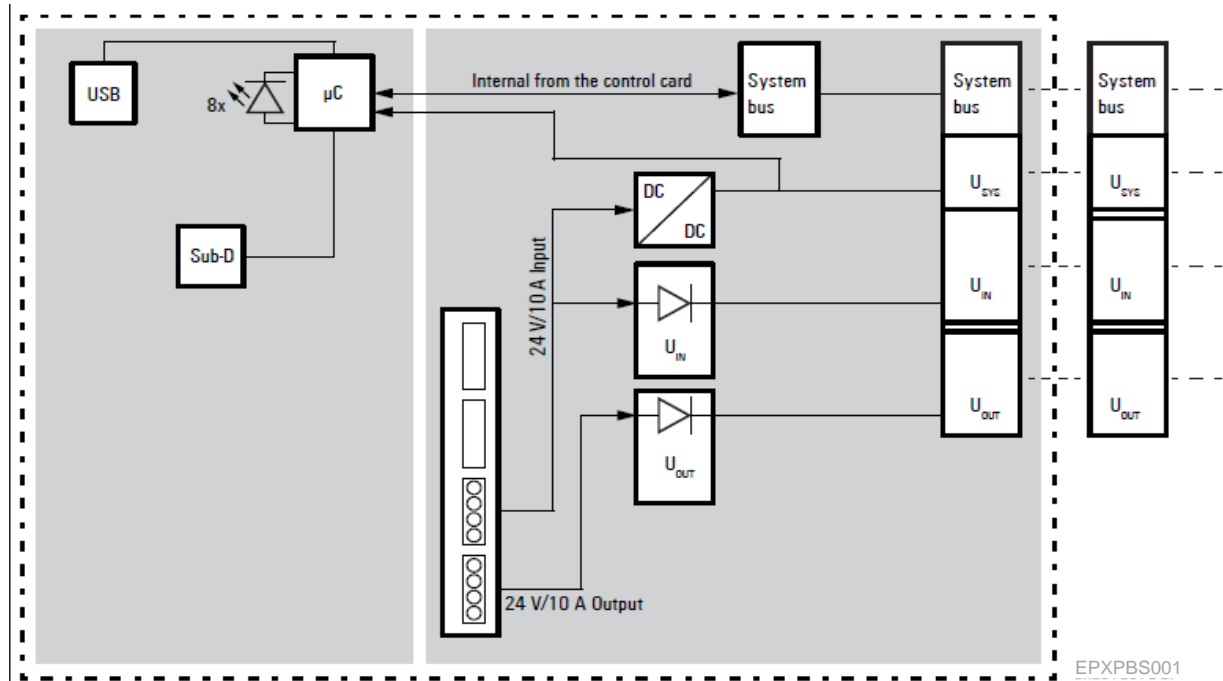 USB
8x
µC
Internal from the control card
System
bus
System
bus
System
bus
Sub-D
DC
DC
U SYS
U SYS
24 V/10 A Input
U IN
U IN
U IN
U OUT
U OUT
U OUT
24 V/10 A Output
EPXPBS001